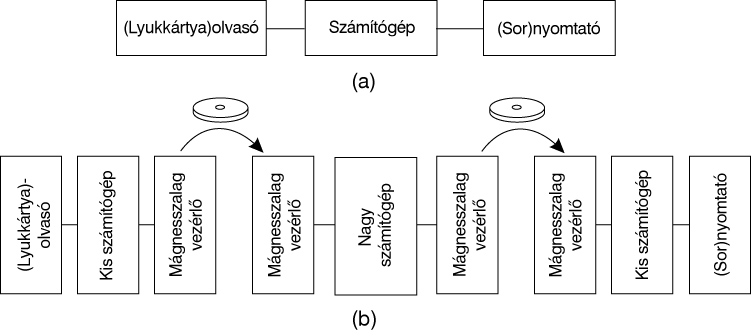 (Lyukkártya)olvasó
Számítógép
(Sor)nyomtató
(a)
(Lyukkártya)-
olvasó
Kis számítógép
Mágnesszalag
vezérlő
Mágnesszalag
vezérlő
Nagy
számítógép
Mágnesszalag
vezérlő
Mágnesszalag
vezérlő
Kis számítógép
(Sor)nyomtató
(b)